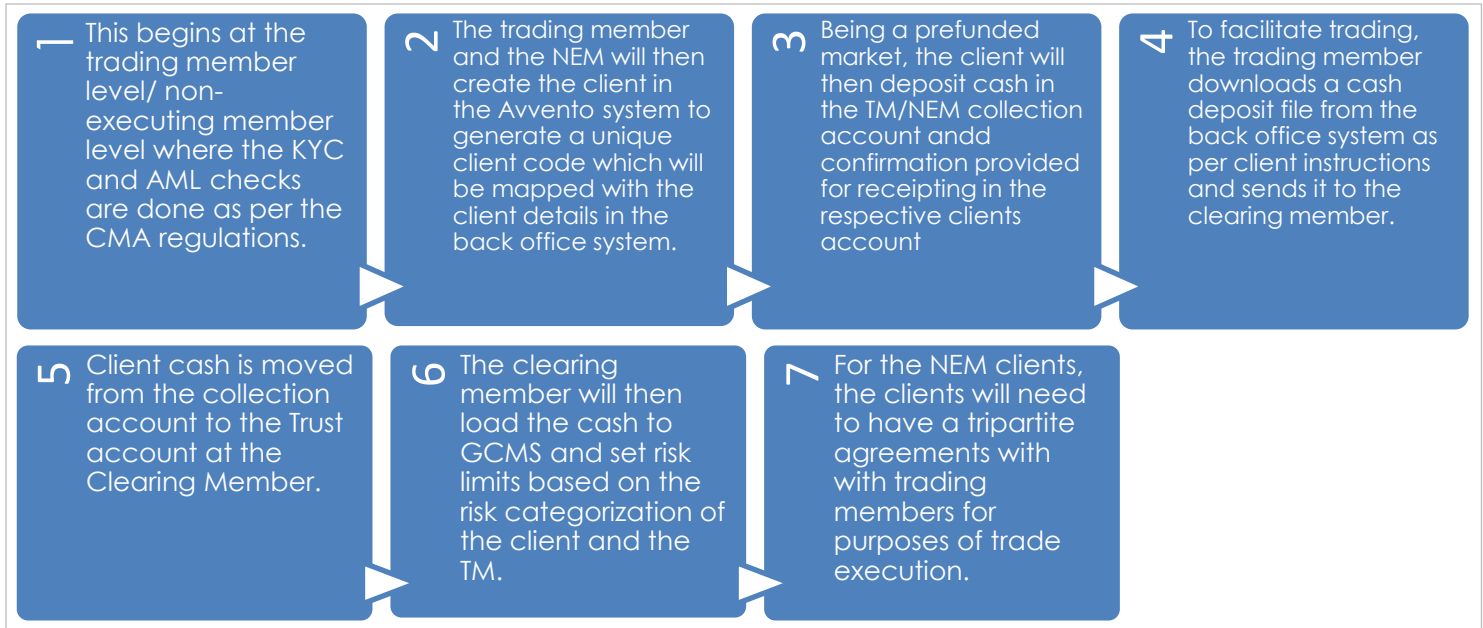 1
This begins at the
trading member
level/ non-
executing member
level where the KYC
and AML checks
are done as per the
CMA regulations.
2
The trading member
and the NEM will then
create the client in
the Avvento system to
generate a unique
client code which will
be mapped with the
client details in the
back office system.
3
Being a prefunded
market, the client will
then deposit cash in
the TM/NEM collection
account andd
confirmation provided
for receipting in the
respective clients
account
4
To facilitate trading,
the trading member
downloads a cash
deposit file from the
back office system as
per client instructions
and sends it to the
clearing member.
5
Client cash is moved
from the collection
account to the Trust
account at the
Clearing Member.
6
The clearing
member will then
load the cash to
GCMS and set risk
limits based on the
risk categorization of
the client and the
TM.
7
For the NEM clients,
the clients will need
to have a tripartite
agreements with
with trading
members for
purposes of trade
execution.